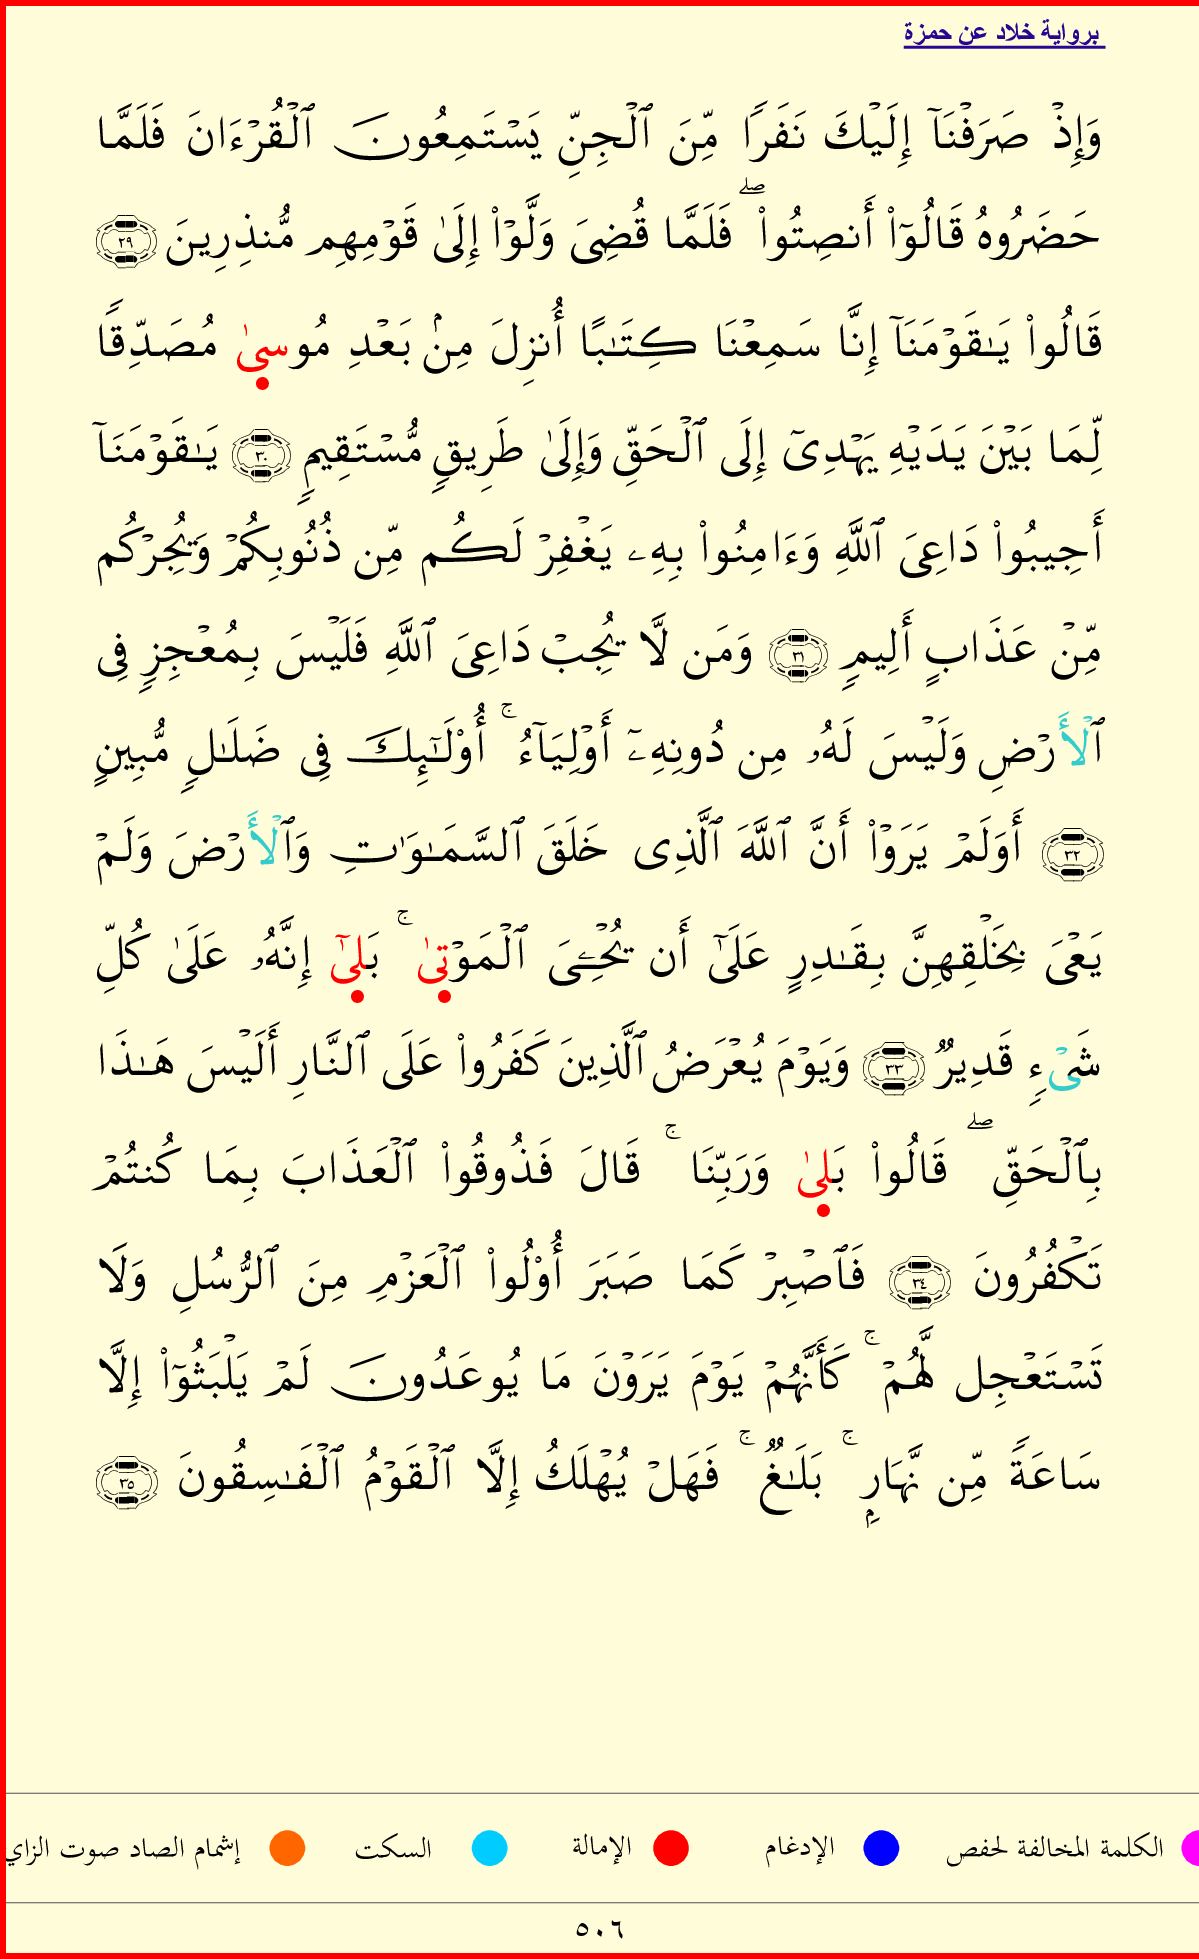 برواية خلاد عن حمزة
وَإِذۡ صَرَفۡنَآ إِلَيۡكَ نَفَرٗا مِّنَ ٱلۡجِنِّ يَسۡتَمِعُونَ ٱلۡقُرۡءَانَ فَلَمَّا
حَضَرُوهُ قَالُوٓاْ أَنصِتُواْۖ فَلَمَّا قُضِيَ وَلَّوۡاْ إِلَىٰ قَوۡمِهِم مُّنذِرِينَ ٢٩
قَالُواْ يَٰقَوۡمَنَآ إِنَّا سَمِعۡنَا كِتَٰبًا أُنزِلَ مِنۢ بَعۡدِ مُوسىٰ مُصَدِّقٗا
لِّمَا بَيۡنَ يَدَيۡهِ يَهۡدِيٓ إِلَى ٱلۡحَقِّ وَإِلَىٰ طَرِيقٖ مُّسۡتَقِيمٖ ٣٠ يَٰقَوۡمَنَآ
أَجِيبُواْ دَاعِيَ ٱللَّهِ وَءَامِنُواْ بِهِۦ يَغۡفِرۡ لَكُم مِّن ذُنُوبِكُمۡ وَيُجِرۡكُم
مِّنۡ عَذَابٍ أَلِيمٖ ٣١ وَمَن لَّا يُجِبۡ دَاعِيَ ٱللَّهِ فَلَيۡسَ بِمُعۡجِزٖ فِي
ٱلۡأَرۡضِ وَلَيۡسَ لَهُۥ مِن دُونِهِۦٓ أَوۡلِيَآءُۚ أُوْلَٰٓئِكَ فِي ضَلَٰلٖ مُّبِينٍ
٣٢ أَوَلَمۡ يَرَوۡاْ أَنَّ ٱللَّهَ ٱلَّذِي خَلَقَ ٱلسَّمَٰوَٰتِ وَٱلۡأَرۡضَ وَلَمۡ
يَعۡيَ بِخَلۡقِهِنَّ بِقَٰدِرٍ عَلَىٰٓ أَن يُحۡـِۧيَ ٱلۡمَوۡتىٰۚ بَلىٰٓ إِنَّهُۥ عَلَىٰ كُلِّ
شَيۡءٖ قَدِيرٞ ٣٣ وَيَوۡمَ يُعۡرَضُ ٱلَّذِينَ كَفَرُواْ عَلَى ٱلنَّارِ أَلَيۡسَ هَٰذَا
بِٱلۡحَقِّۖ قَالُواْ بَلىٰ وَرَبِّنَاۚ قَالَ فَذُوقُواْ ٱلۡعَذَابَ بِمَا كُنتُمۡ
تَكۡفُرُونَ ٣٤ فَٱصۡبِرۡ كَمَا صَبَرَ أُوْلُواْ ٱلۡعَزۡمِ مِنَ ٱلرُّسُلِ وَلَا
تَسۡتَعۡجِل لَّهُمۡۚ كَأَنَّهُمۡ يَوۡمَ يَرَوۡنَ مَا يُوعَدُونَ لَمۡ يَلۡبَثُوٓاْ إِلَّا
سَاعَةٗ مِّن نَّهَارِۭۚ بَلَٰغٞۚ فَهَلۡ يُهۡلَكُ إِلَّا ٱلۡقَوۡمُ ٱلۡفَٰسِقُونَ ٣٥
الكلمة المخالفة لحفص الإدغام الإمالة السكت إشمام الصاد صوت الزاي
٥٠٦